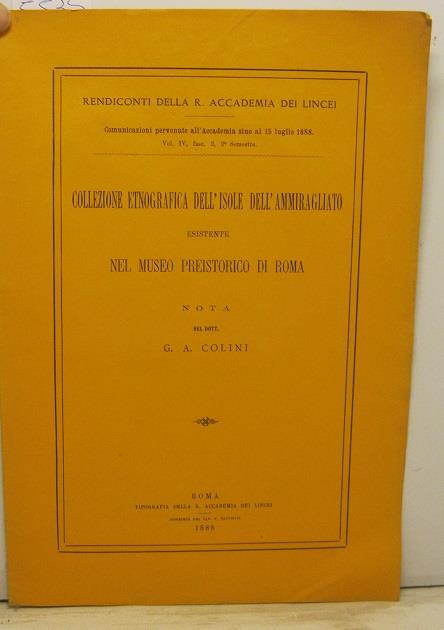 RENDICONTI DELLA R. ACCADEMIA DEI LINCEI
Comunicazioni pervenute all'Accademia sino al 15 luglio 1888.
Vol. IV, fasc. 2, 2° Semestre.
COLLEZIONE ETNOGRAFICA DELL'ISOLE DELL'AMMIRAGLIATO
ESISTENTE
NEL MUSEO PREISTORICO DI ROMA
NOTA
DEL DOTT.
G. A. COLINI
ROMA
TIPOGRAFIA DELLA R. ACCADEMIA DEI LINCEI
1888